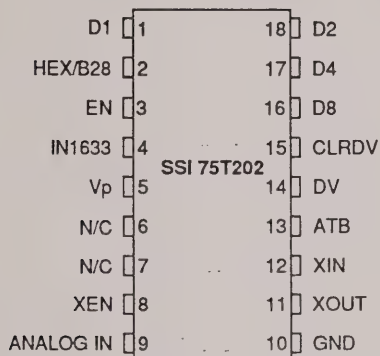 D1 1 18 D2
HEX/B28 2 17 D4
EN 3 16 D8
IN1633 4 15 CLRDV
SSI 75T202
Vp 5 14 DV
N/C 6 13 ATB
N/C 7 12 XIN
XEN 8 11 XOUT
ANALOG IN 9 10 GND